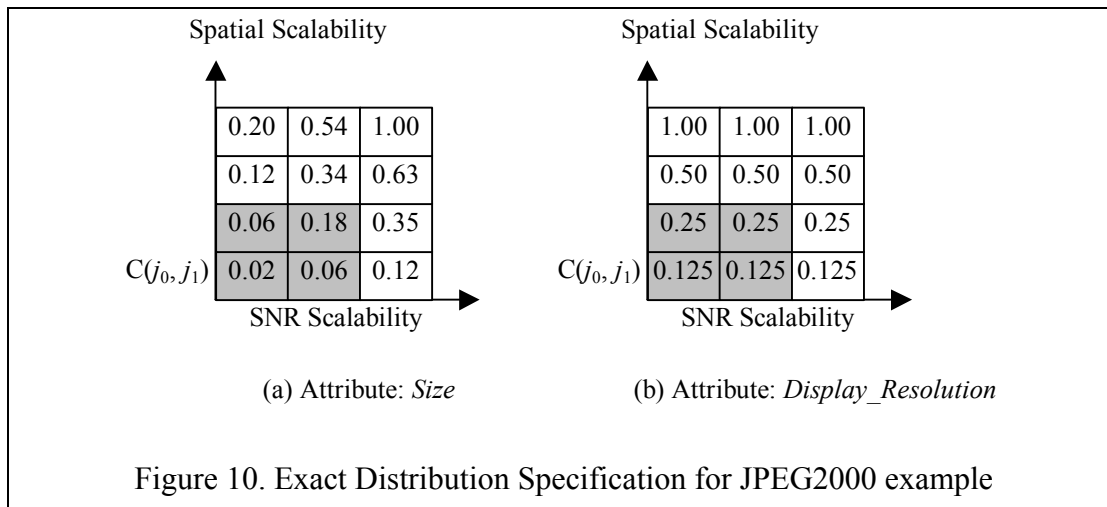 Spatial Scalability
0.20 0.54 1.00
0.12 0.34 0.63
0.06 0.18 0.35
C(j0, j1) 0.02 0.06 0.12
SNR Scalability
(a) Attribute: Size
Spatial Scalability
1.00 1.00 1.00
0.50 0.50 0.50
0.25 0.25 0.25
C(j0, j1) 0.125 0.125 0.125
SNR Scalability
(b) Attribute: Display_Resolution
Figure 10. Exact Distribution Specification for JPEG2000 example